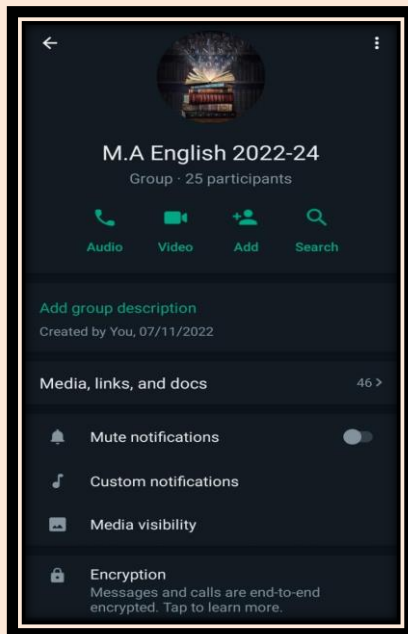 M.A English 2022-24
Group · 25 participants
Audio Video Add Search
Add group description
Created by You, 07/11/2022
Media, links, and docs 46 >
Mute notifications
Custom notifications
Media visibility
Encryption
Messages and calls are end-to-end
encrypted. Tap to learn more.